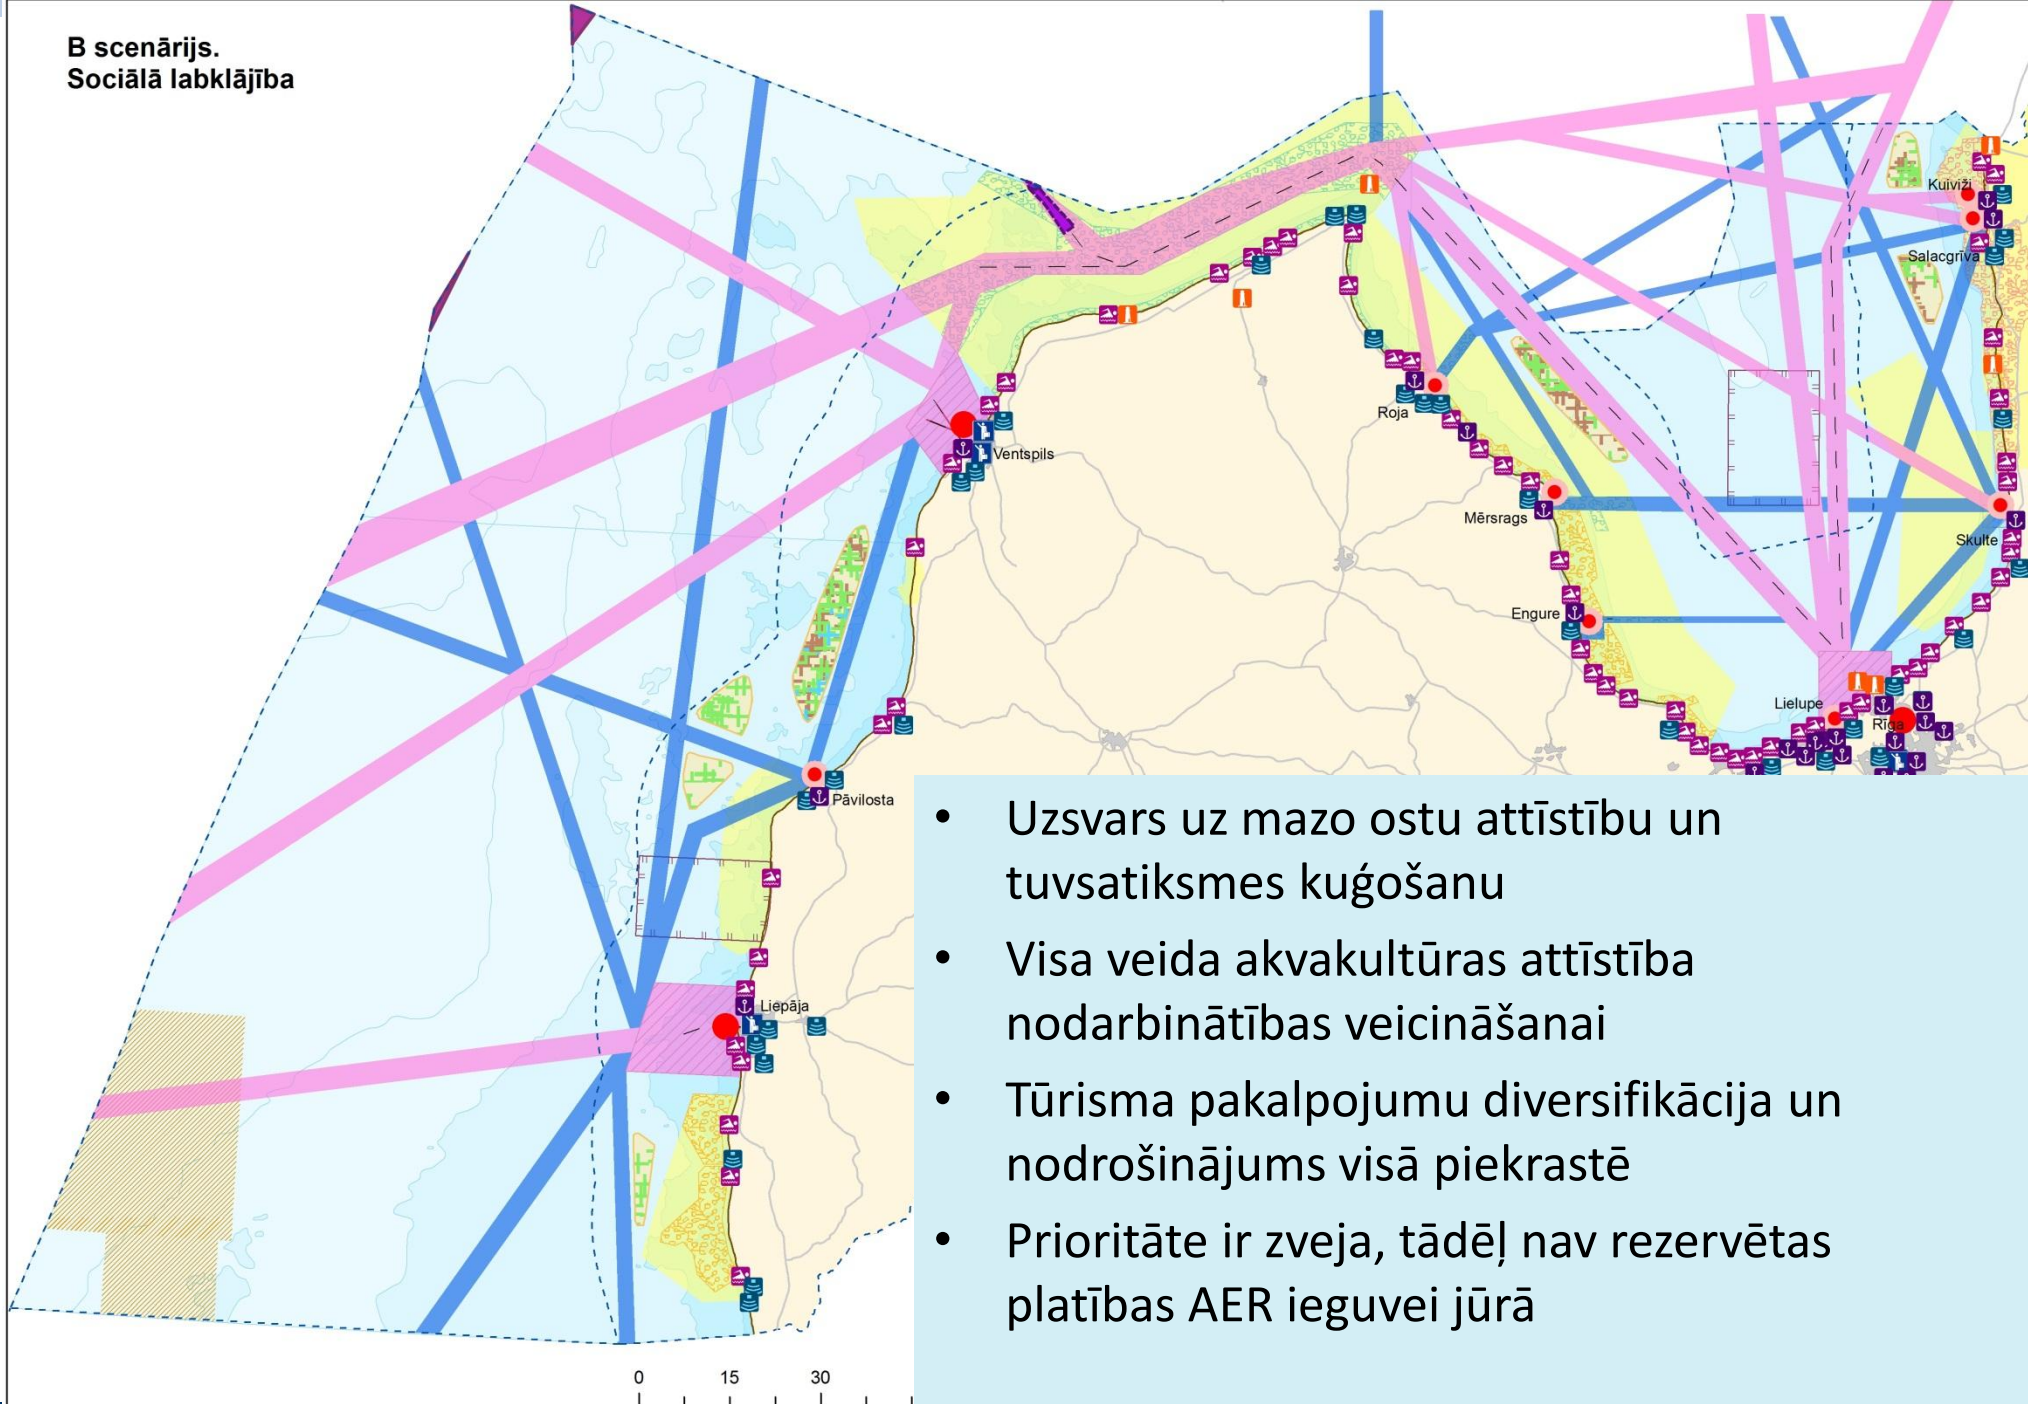 B scenārijs.
Sociālā labklājība
Kuiviži
Salacgrīva
Roja
Ventspils
Mērsrags
Skulte
Engure
Lielupe
Rīga
Pāvilosta
Liepāja
• Uzsvars uz mazo ostu attīstību un
tuvsatiksmes kuģošanu
• Visa veida akvakultūras attīstība
nodarbinātības veicināšanai
• Tūrisma pakalpojumu diversifikācija un
nodrošinājums visā piekrastē
• Prioritāte ir zveja, tādēļ nav rezervētas
platības AER ieguvei jūrā
0 15 30